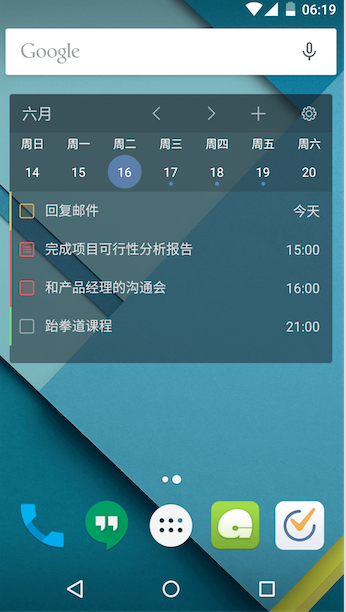 06:19
Google
六月
周日 周一 周二 周三 周四 周五 周六
14 15 16 17 18 19 20
回复邮件 今天
完成项目可行性分析报告 15:00
和产品经理的沟通会 16:00
跆拳道课程 21:00